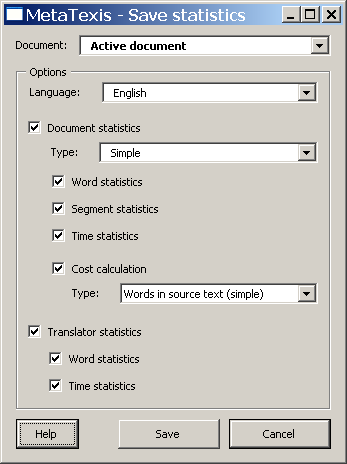 MetaTexis - Save statistics
Document: Active document
Options
Language: English
Document statistics
Type: Simple
Word statistics
Segment statistics
Time statistics
Cost calculation
Type: Words in source text (simple)
Translator statistics
Word statistics
Time statistics
Help Save Cancel